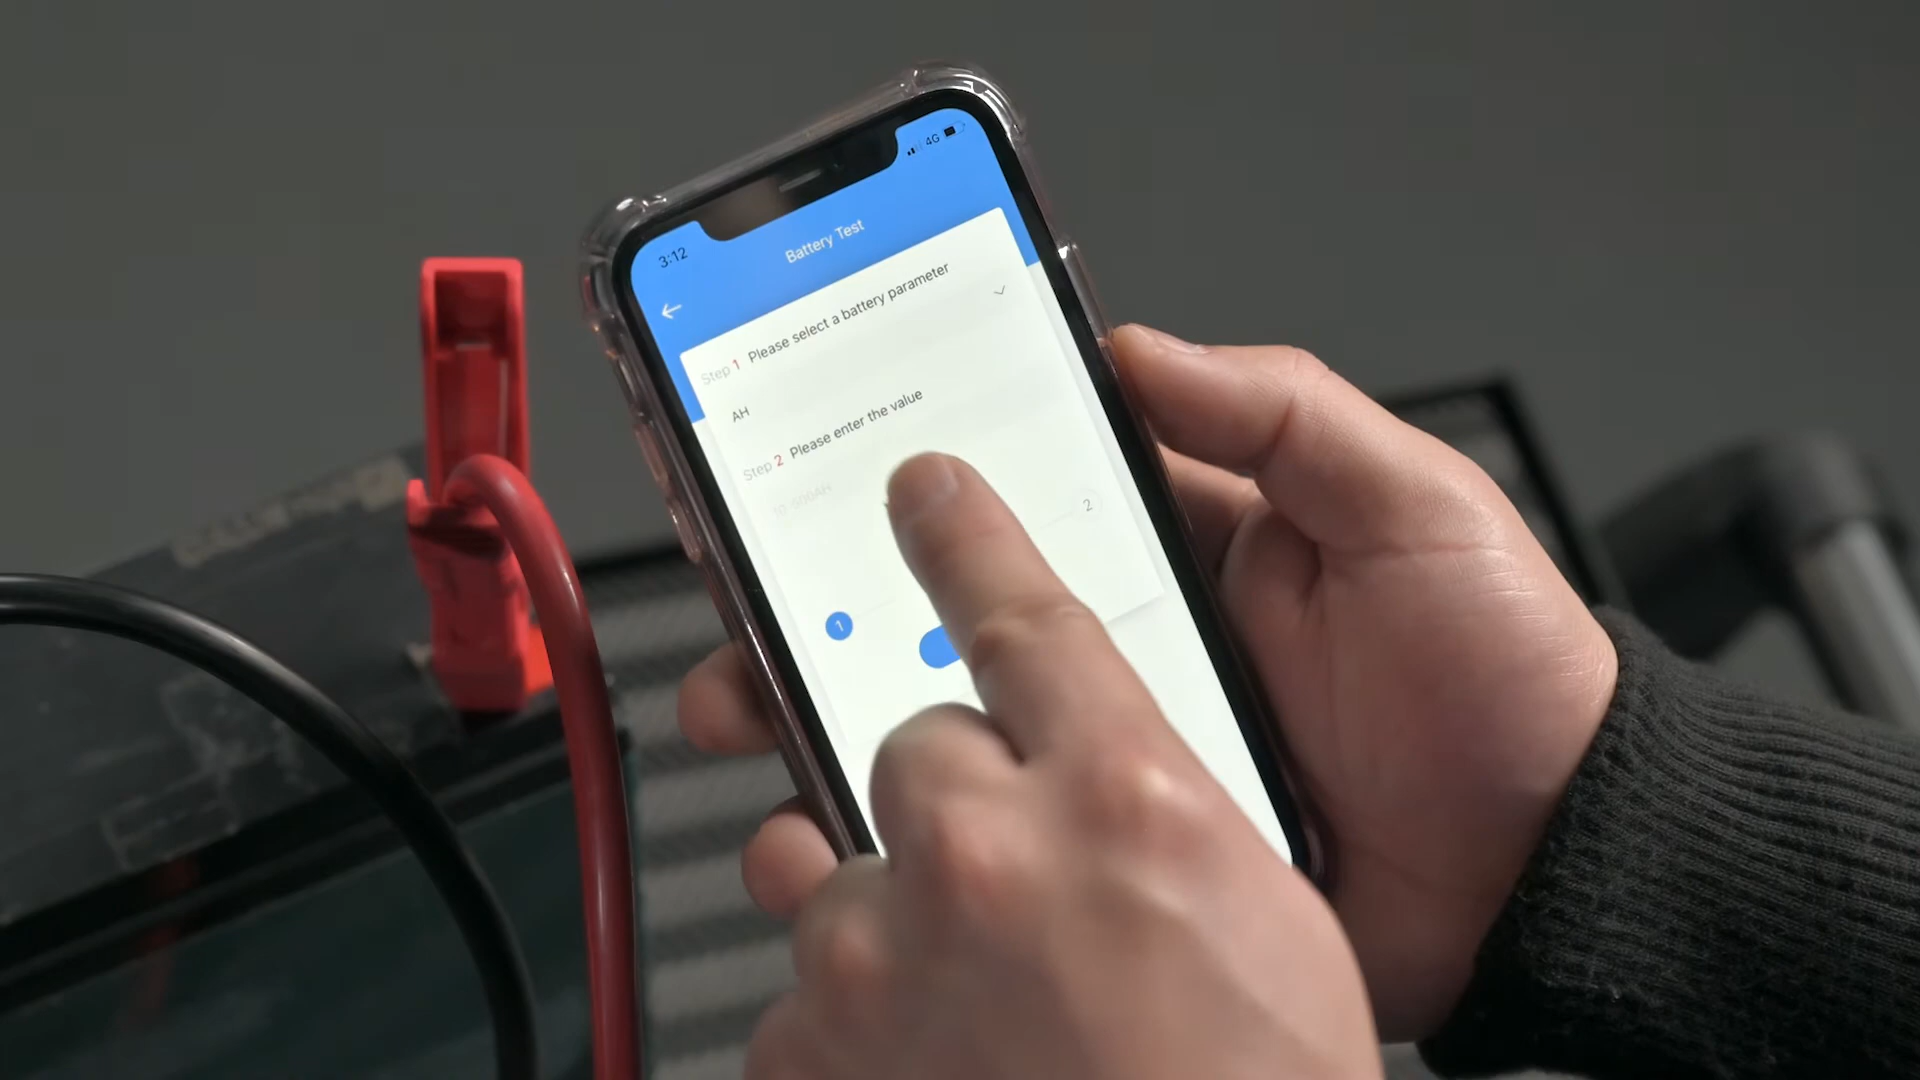 3:12
4G
Battery Test
Step 1 Please select a battery parameter
AH
Step 2 Please enter the value
1
2